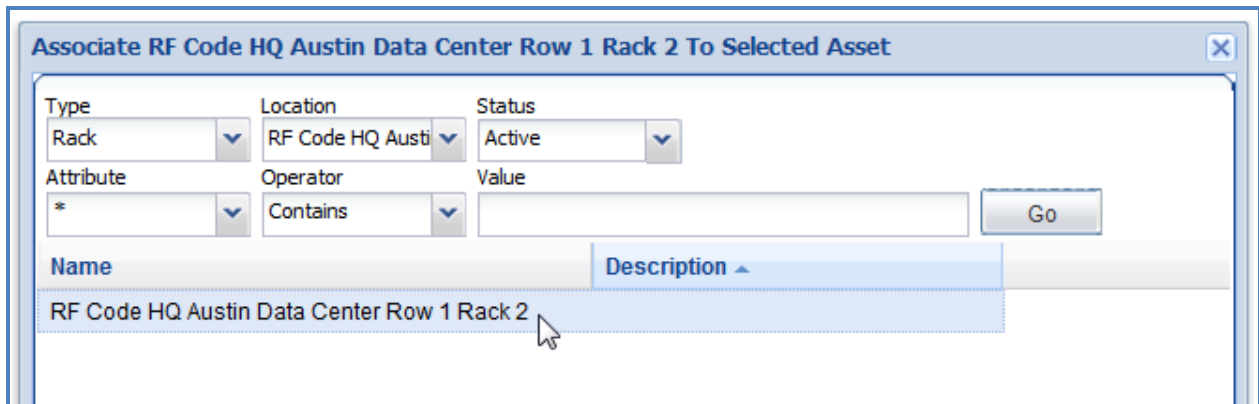 Associate RF Code HQ Austin Data Center Row 1 Rack 2 To Selected Asset
Type Location Status
Rack RF Code HQ Austi Active
Attribute Operator Value
* Contains Go
Name Description
RF Code HQ Austin Data Center Row 1 Rack 2